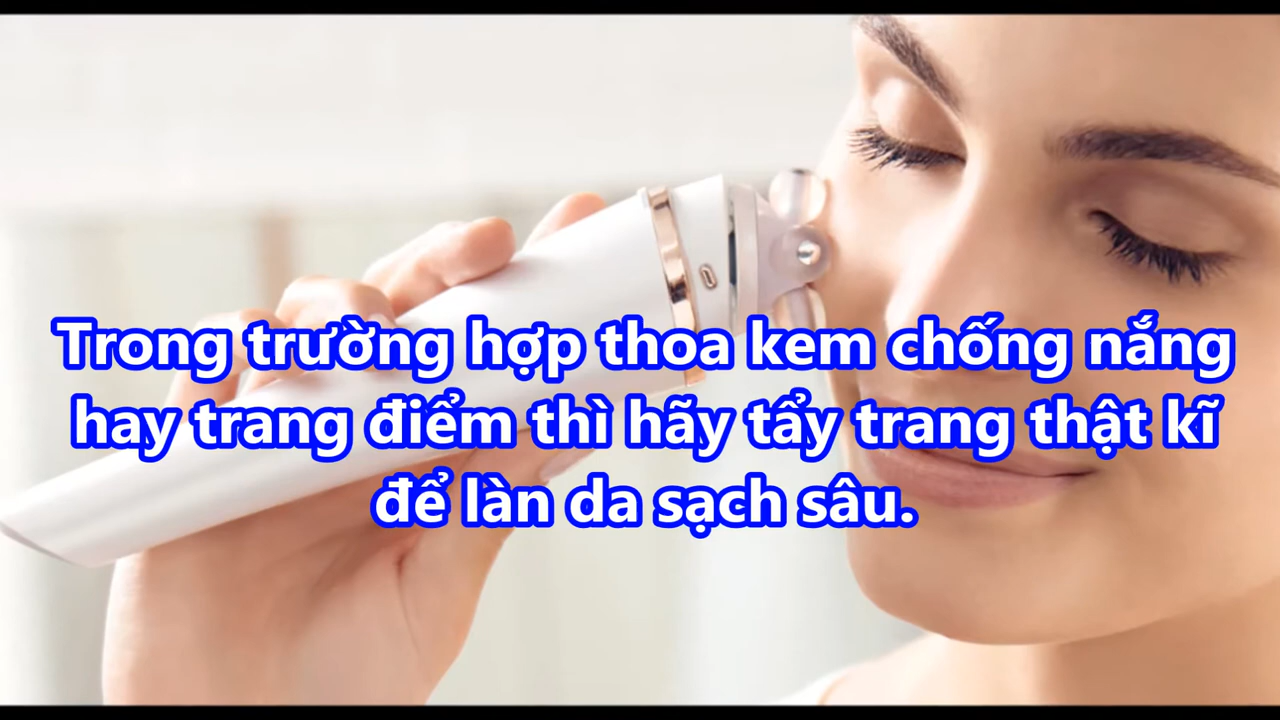 Trong trường hợp thoa kem chống nắng
hay trang điểm thì hãy tẩy trang thật kĩ
để làn da sạch sâu.